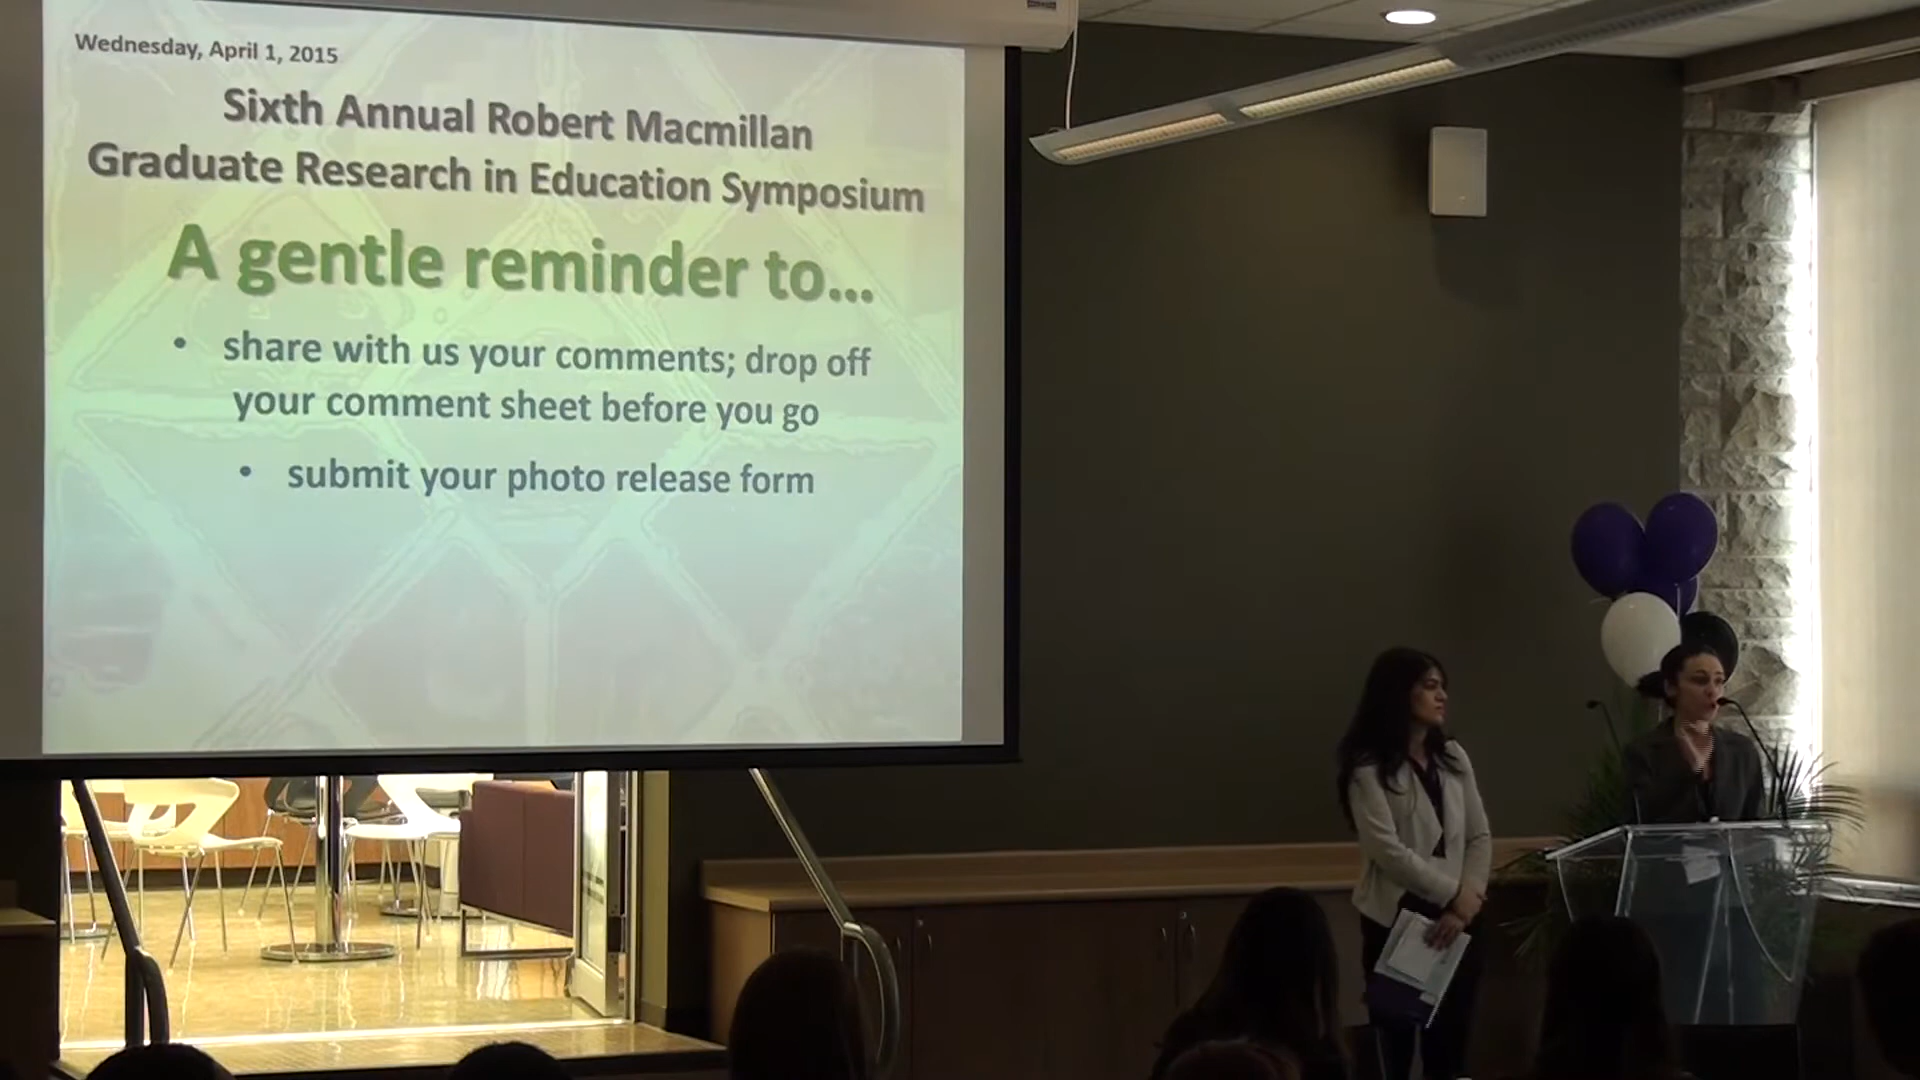 Wednesday, April 1, 2015
Sixth Annual Robert Macmillan
Graduate Research in Education Symposium
A gentle reminder to...
• share with us your comments; drop off
your comment sheet before you go
• submit your photo release form